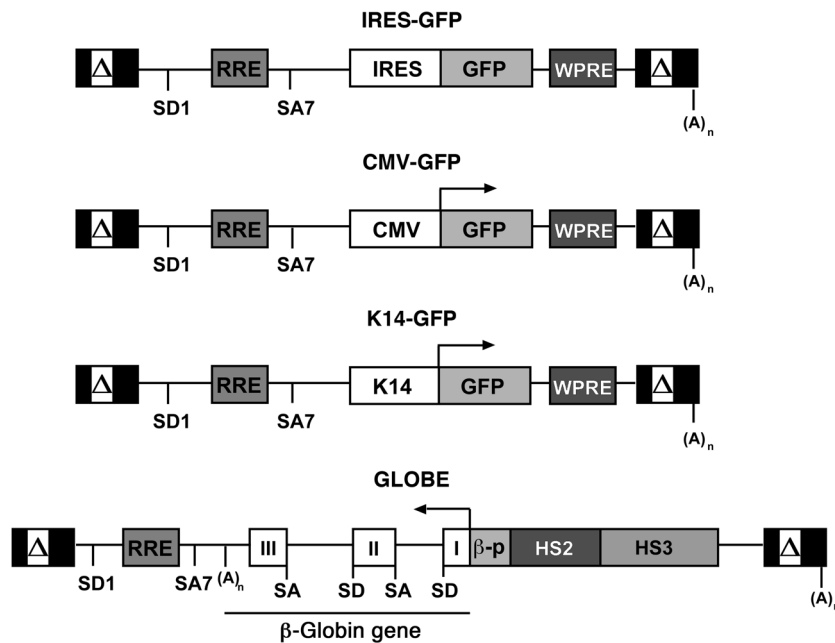 IRES-GFP
Δ RRE IRES GFP WPRE Δ
SD1 SA7 (A)n
CMV-GFP
Δ RRE CMV GFP WPRE Δ
SD1 SA7 (A)n
K14-GFP
Δ RRE K14 GFP WPRE Δ
SD1 SA7 (A)n
GLOBE
Δ RRE III II I β-p HS2 HS3 Δ
SD1 SA7 (A)n SA SD SA SD (A)n
β-Globin gene